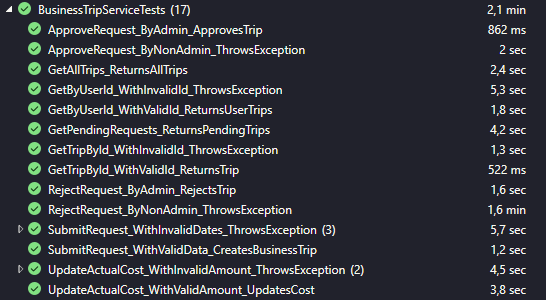 BusinessTripServiceTests (17) 2,1 min
ApproveRequest_ByAdmin_ApprovesTrip 862 ms
ApproveRequest_ByNonAdmin_ThrowsException 2 sec
GetAllTrips_ReturnsAllTrips 2,4 sec
GetByUserId_WithInvalidId_ThrowsException 5,3 sec
GetByUserId_WithValidId_ReturnsUserTrips 1,8 sec
GetPendingRequests_ReturnsPendingTrips 4,2 sec
GetTripById_WithInvalidId_ThrowsException 1,3 sec
GetTripById_WithValidId_ReturnsTrip 522 ms
RejectRequest_ByAdmin_RejectsTrip 1,6 sec
RejectRequest_ByNonAdmin_ThrowsException 1,6 min
SubmitRequest_WithInvalidDates_ThrowsException (3) 5,7 sec
SubmitRequest_WithValidData_CreatesBusinessTrip 1,2 sec
UpdateActualCost_WithInvalidAmount_ThrowsException (2) 4,5 sec
UpdateActualCost_WithValidAmount_UpdatesCost 3,8 sec